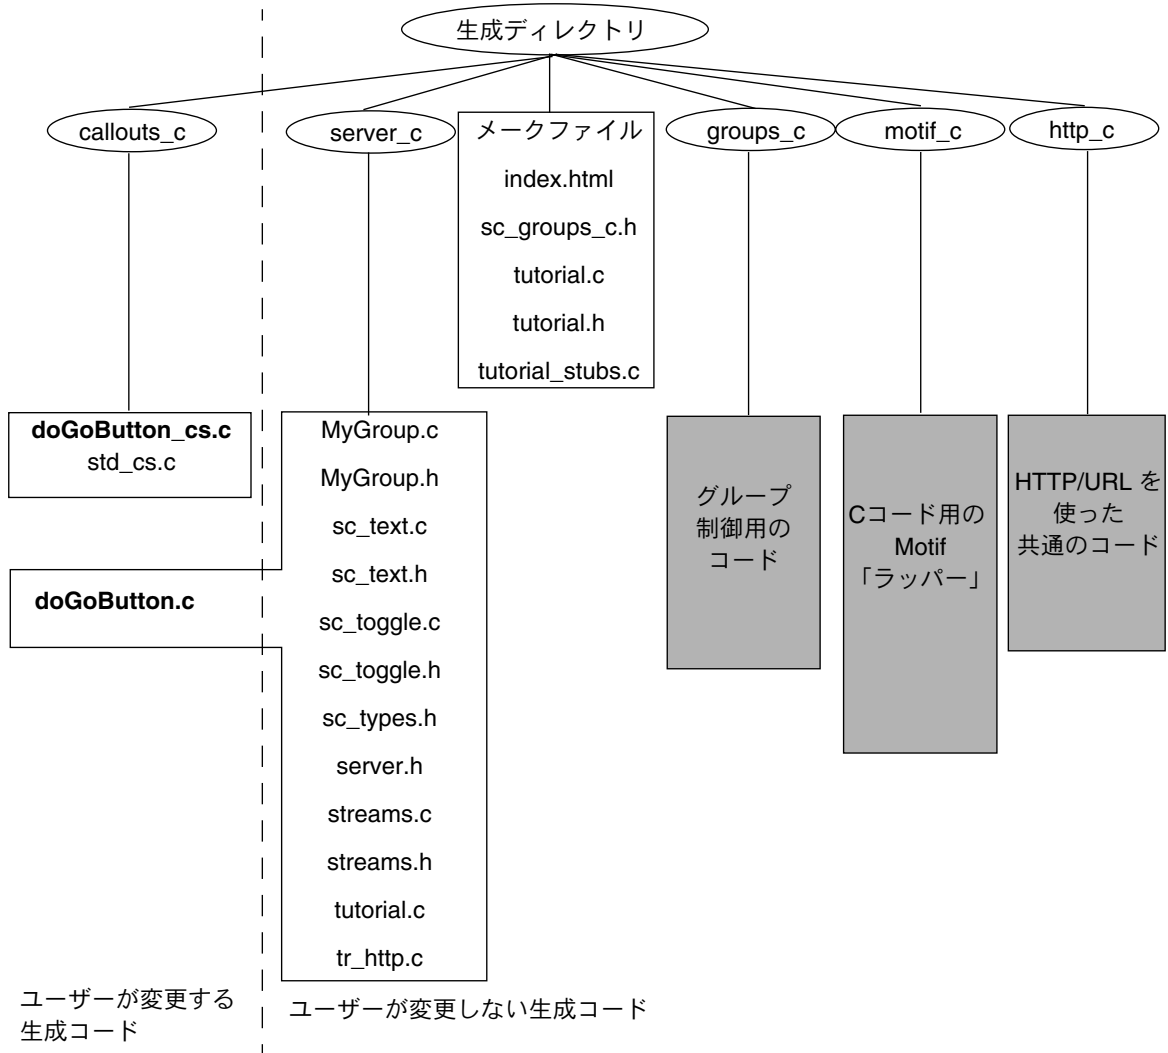 生成ディレクトリ
callouts_c
server_c
メークファイル
index.html
sc_groups_c.h
tutorial.c
tutorial.h
tutorial_stubs.c
groups_c
motif_c
http_c
doGoButton_cs.c
std_cs.c
doGoButton.c
MyGroup.c
MyGroup.h
sc_text.c
sc_text.h
sc_toggle.c
sc_toggle.h
sc_types.h
server.h
streams.c
streams.h
tutorial.c
tr_http.c
グループ
制御用の
コード
Cコード用の
Motif
「ラッパー」
HTTP/URL を
使った
共通のコード
ユーザーが変更する
生成コード
ユーザーが変更しない生成コード